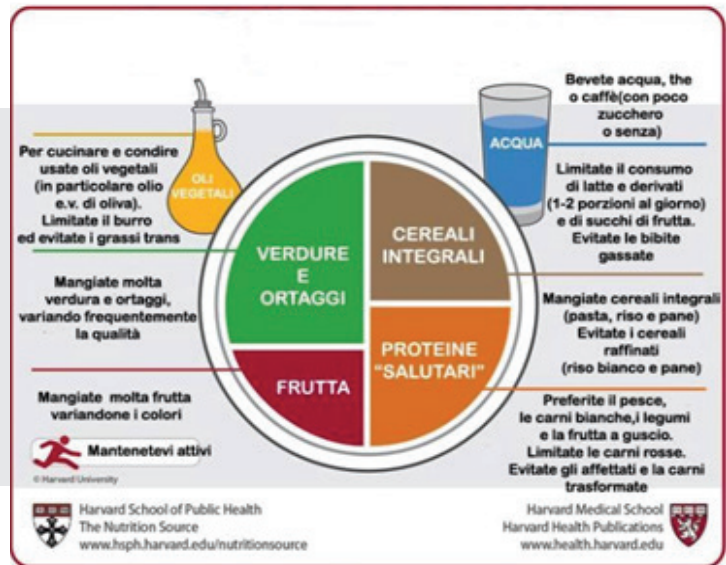 Per cucinare e condire
usate oli vegetali
(in particolare olio
e.v. di oliva).
Limitate il burro
ed evitate i grassi trans
Mangiate molta
verdura e ortaggi,
variando frequentemente
la qualità
Mangiate molta frutta
variandone i colori
Mantenetevi attivi
© Harvard University
OLI
VEGETALI
VERDURE
E
ORTAGGI
FRUTTA
CEREALI
INTEGRALI
PROTEINE
"SALUTARI"
ACQUA
Bevete acqua, the
o caffè(con poco
zucchero
o senza)
Limitate il consumo
di latte e derivati
(1-2 porzioni al giorno)
e di succhi di frutta.
Evitate le bibite
gassate
Mangiate cereali integrali
(pasta, riso e pane)
Evitate i cereali
raffinati
(riso bianco e pane)
Preferite il pesce,
le carni bianche,i legumi
e la frutta a guscio.
Limitate le carni rosse.
Evitate gli affettati e la carni
trasformate
Harvard School of Public Health
The Nutrition Source
www.hsph.harvard.edu/nutritionsource
Harvard Medical School
Harvard Health Publications
www.health.harvard.edu